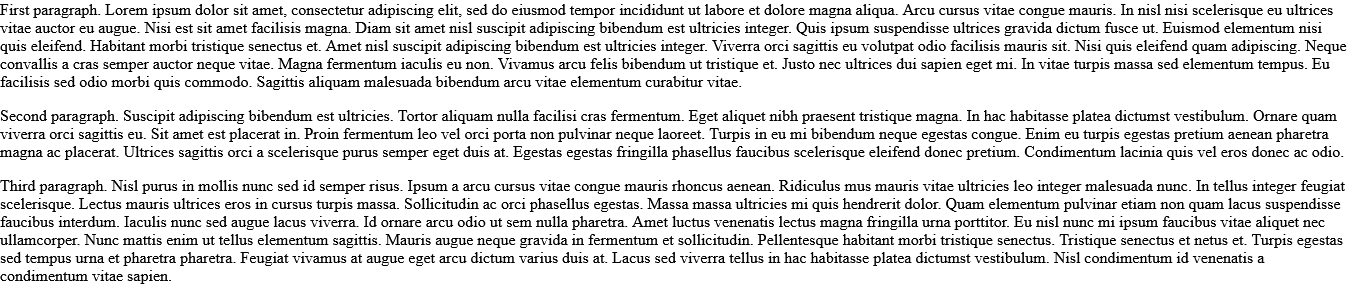 First paragraph. Lorem ipsum dolor sit amet, consectetur adipiscing elit, sed do eiusmod tempor incididunt ut labore et dolore magna aliqua. Arcu cursus vitae congue mauris. In nisl nisi scelerisque eu ultrices
vitae auctor eu augue. Nisi est sit amet facilisis magna. Diam sit amet nisl suscipit adipiscing bibendum est ultricies integer. Quis ipsum suspendisse ultrices gravida dictum fusce ut. Euismod elementum nisi
quis eleifend. Habitant morbi tristique senectus et. Amet nisl suscipit adipiscing bibendum est ultricies integer. Viverra orci sagittis eu volutpat odio facilisis mauris sit. Nisi quis eleifend quam adipiscing. Neque
convallis a cras semper auctor neque vitae. Magna fermentum iaculis eu non. Vivamus arcu felis bibendum ut tristique et. Justo nec ultrices dui sapien eget mi. In vitae turpis massa sed elementum tempus. Eu
facilisis sed odio morbi quis commodo. Sagittis aliquam malesuada bibendum arcu vitae elementum curabitur vitae.
Second paragraph. Suscipit adipiscing bibendum est ultricies. Tortor aliquam nulla facilisi cras fermentum. Eget aliquet nibh praesent tristique magna. In hac habitasse platea dictumst vestibulum. Ornare quam
viverra orci sagittis eu. Sit amet est placerat in. Proin fermentum leo vel orci porta non pulvinar neque laoreet. Turpis in eu mi bibendum neque egestas congue. Enim eu turpis egestas pretium aenean pharetra
magna ac placerat. Ultrices sagittis orci a scelerisque purus semper eget duis at. Egestas egestas fringilla phasellus faucibus scelerisque eleifend donec pretium. Condimentum lacinia quis vel eros donec ac odio.
Third paragraph. Nisl purus in mollis nunc sed id semper risus. Ipsum a arcu cursus vitae congue mauris rhoncus aenean. Ridiculus mus mauris vitae ultricies leo integer malesuada nunc. In tellus integer feugiat
scelerisque. Lectus mauris ultrices eros in cursus turpis massa. Sollicitudin ac orci phasellus egestas. Massa massa ultricies mi quis hendrerit dolor. Quam elementum pulvinar etiam non quam lacus suspendisse
faucibus interdum. Iaculis nunc sed augue lacus viverra. Id ornare arcu odio ut sem nulla pharetra. Amet luctus venenatis lectus magna fringilla urna porttitor. Eu nisl nunc mi ipsum faucibus vitae aliquet nec
ullamcorper. Nunc mattis enim ut tellus elementum sagittis. Mauris augue neque gravida in fermentum et sollicitudin. Pellentesque habitant morbi tristique senectus. Tristique senectus et netus et. Turpis egestas
sed tempus urna et pharetra pharetra. Feugiat vivamus at augue eget arcu dictum varius duis at. Lacus sed viverra tellus in hac habitasse platea dictumst vestibulum. Nisl condimentum id venenatis a
condimentum vitae sapien.